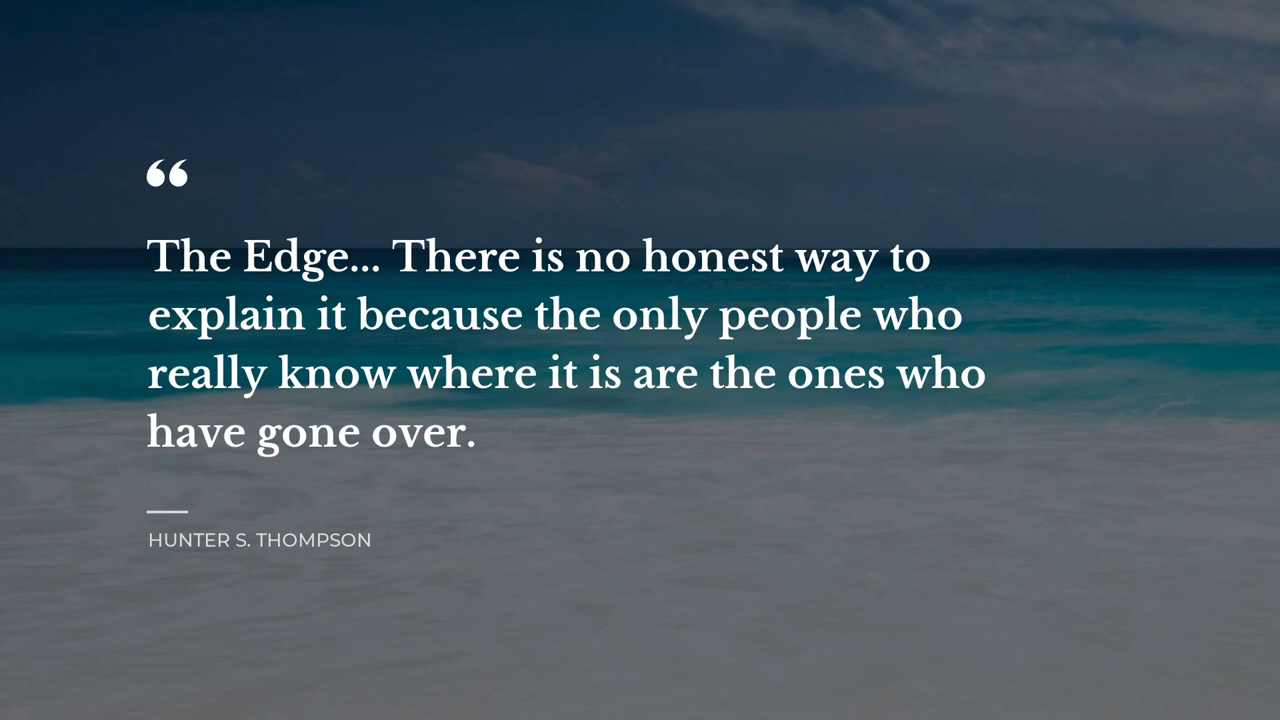 “
The Edge... There is no honest way to
explain it because the only people who
really know where it is are the ones who
have gone over.
HUNTER S. THOMPSON